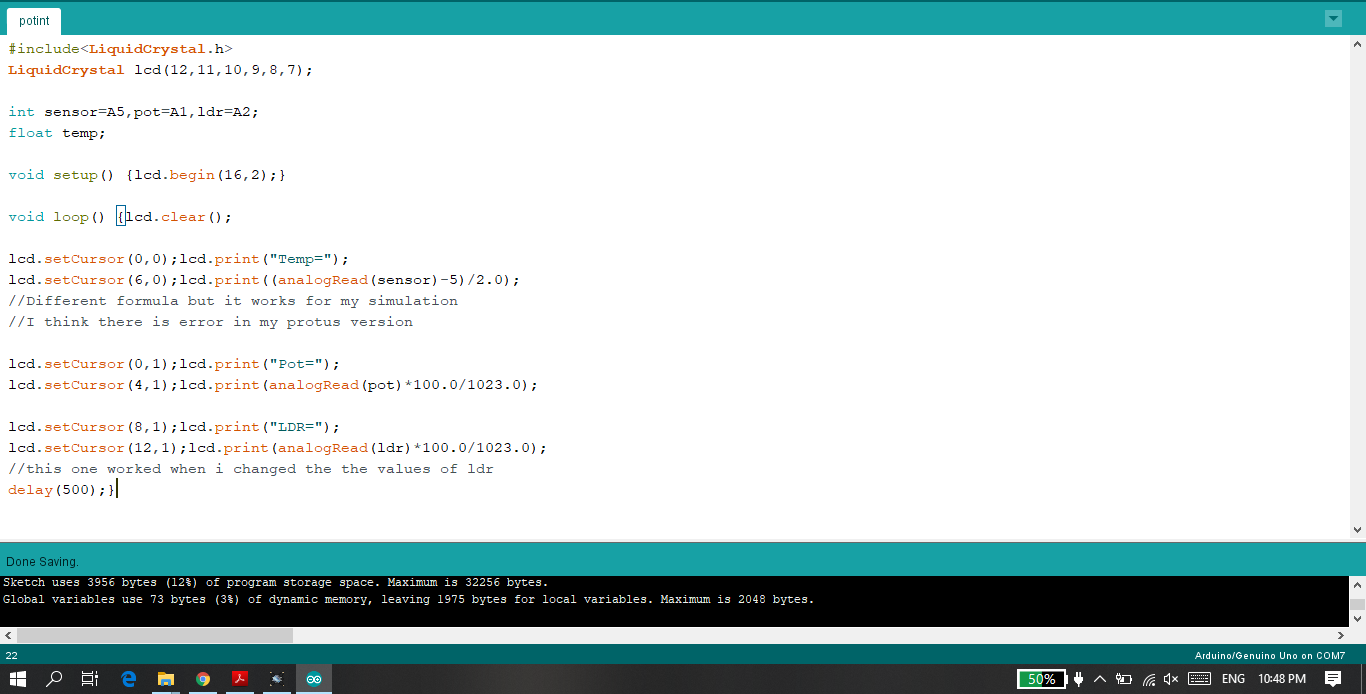 potint
#include<LiquidCrystal.h>
LiquidCrystal lcd(12,11,10,9,8,7);
int sensor=A5,pot=A1,ldr=A2;
float temp;
void setup() {lcd.begin(16,2);}
void loop() {lcd.clear();
lcd.setCursor(0,0);lcd.print("Temp=");
lcd.setCursor(6,0);lcd.print((analogRead(sensor)-5)/2.0);
//Different formula but it works for my simulation
//I think there is error in my protus version
lcd.setCursor(0,1);lcd.print("Pot=");
lcd.setCursor(4,1);lcd.print(analogRead(pot)*100.0/1023.0);
lcd.setCursor(8,1);lcd.print("LDR=");
lcd.setCursor(12,1);lcd.print(analogRead(ldr)*100.0/1023.0);
//this one worked when i changed the the values of ldr
delay(500);}
Done Saving.
Sketch uses 3956 bytes (12%) of program storage space. Maximum is 32256 bytes.
Global variables use 73 bytes (3%) of dynamic memory, leaving 1975 bytes for local variables. Maximum is 2048 bytes.
22
Arduino/Genuino Uno on COM7
50%
ENG
10:48 PM